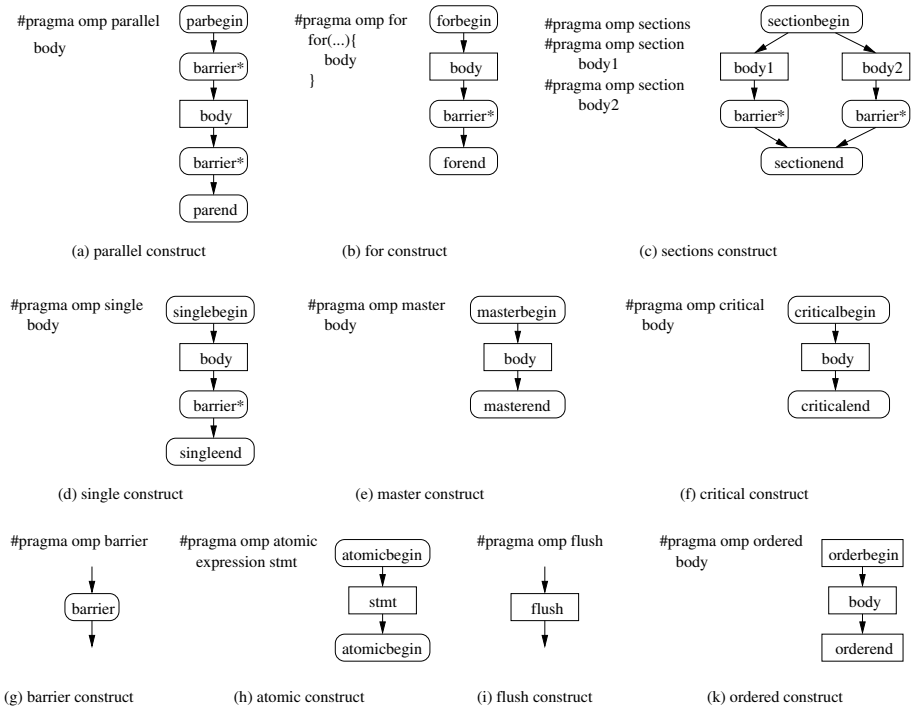 #pragma omp parallel
body
parbegin
barrier*
body
barrier*
parend
(a) parallel construct
#pragma omp for
for(...){
body
}
forbegin
body
barrier*
forend
(b) for construct
#pragma omp sections
#pragma omp section
body1
#pragma omp section
body2
sectionbegin
body1
body2
barrier*
barrier*
sectionend
(c) sections construct
#pragma omp single
body
singlebegin
body
barrier*
singleend
(d) single construct
#pragma omp master
body
masterbegin
body
masterend
(e) master construct
#pragma omp critical
body
criticalbegin
body
criticalend
(f) critical construct
#pragma omp barrier
barrier
(g) barrier construct
#pragma omp atomic
expression stmt
atomicbegin
stmt
atomicbegin
(h) atomic construct
#pragma omp flush
flush
(i) flush construct
#pragma omp ordered
body
orderbegin
body
orderend
(k) ordered construct